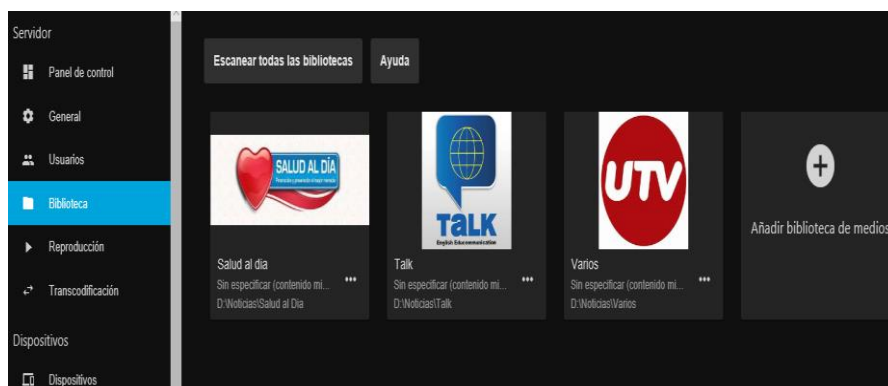 Servidor
Panel de control
General
Usuarios
Biblioteca
Reproducción
Transcodificación
Dispositivos
Dispositivos
Escanear todas las bibliotecas
Ayuda
SALUD AL DÍA
Salud al dia
Sin especificar (contenido mi...
D:\Noticias\Salud al Dia
TALK
English Educommunication
Talk
Sin especificar (contenido mi...
D:\Noticias\Talk
UTV
Varios
Sin especificar (contenido mi...
D:\Noticias\Varios
Añadir biblioteca de medios